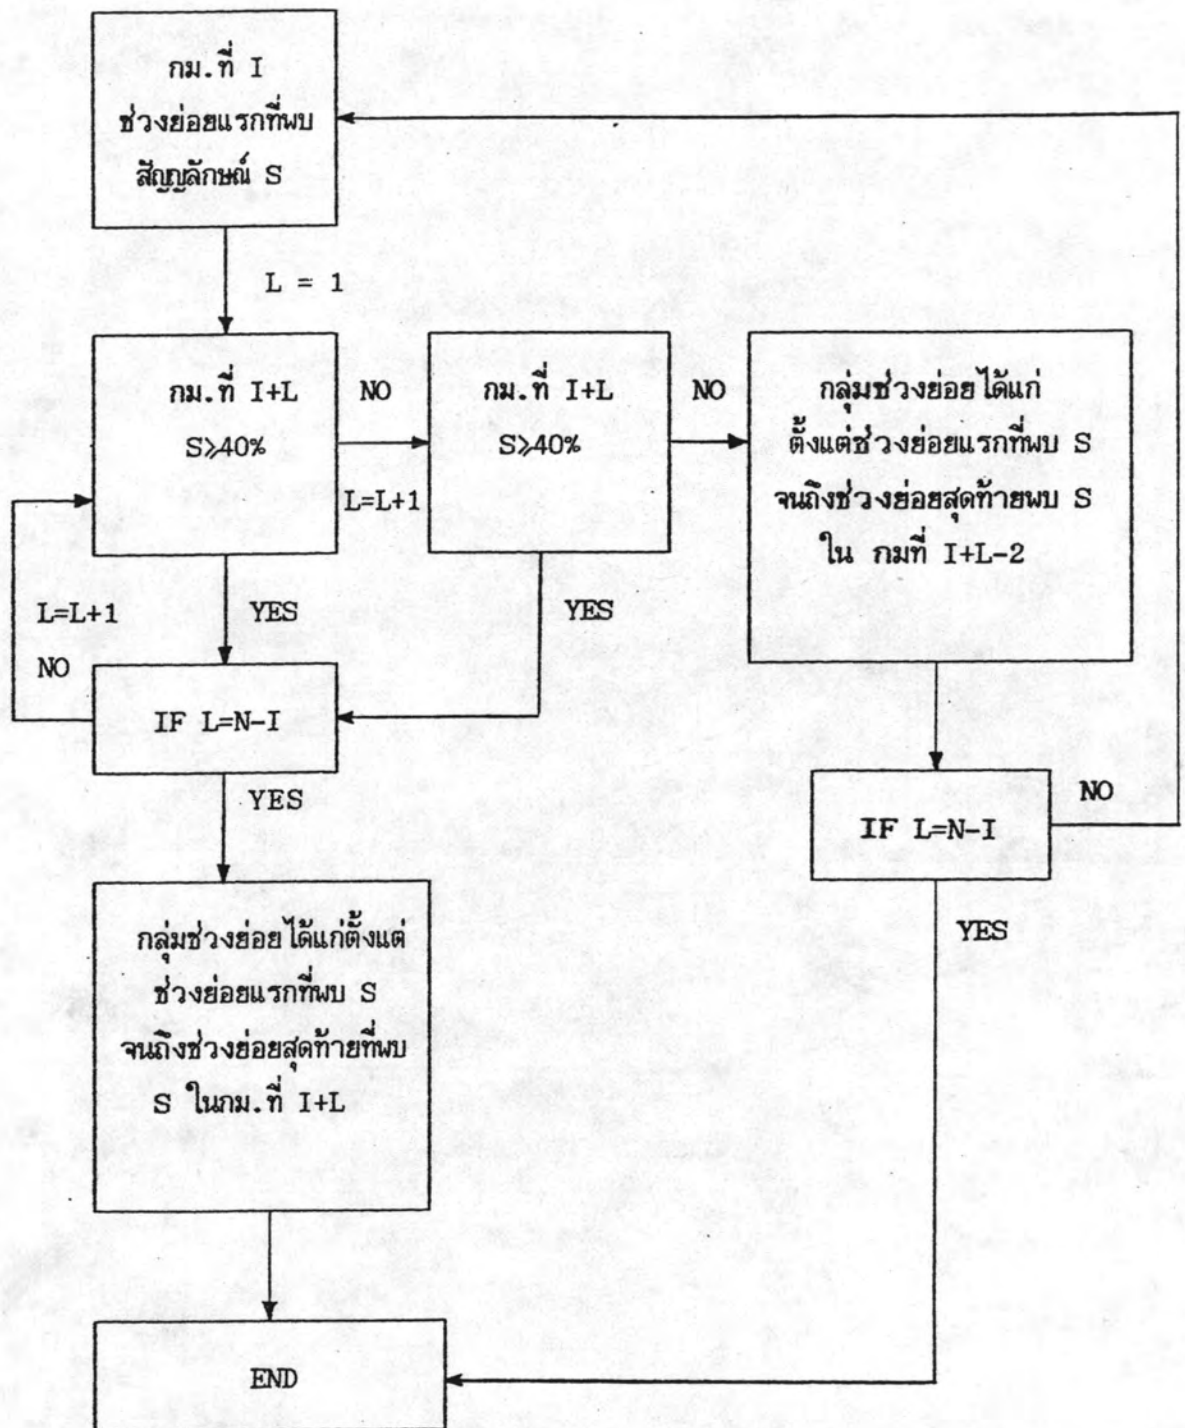 กม.ที่ I
ช่วงย่อยแรกที่พบ
สัญญลักษณ์ S
L = 1
กม.ที่ I+L
S⩾40%
NO
L=L+1
กม.ที่ I+L
S⩾40%
NO
กลุ่มช่วงย่อยได้แก่
ตั้งแต่ช่วงย่อยแรกที่พบ S
จนถึงช่วงย่อยสุดท้ายพบ S
ใน กมที่ I+L-2
L=L+1
YES
YES
NO
IF L=N-I
YES
IF L=N-I
NO
YES
กลุ่มช่วงย่อยได้แก่ตั้งแต่
ช่วงย่อยแรกที่พบ S
จนถึงช่วงย่อยสุดท้ายที่พบ
S ในกม.ที่ I+L
END